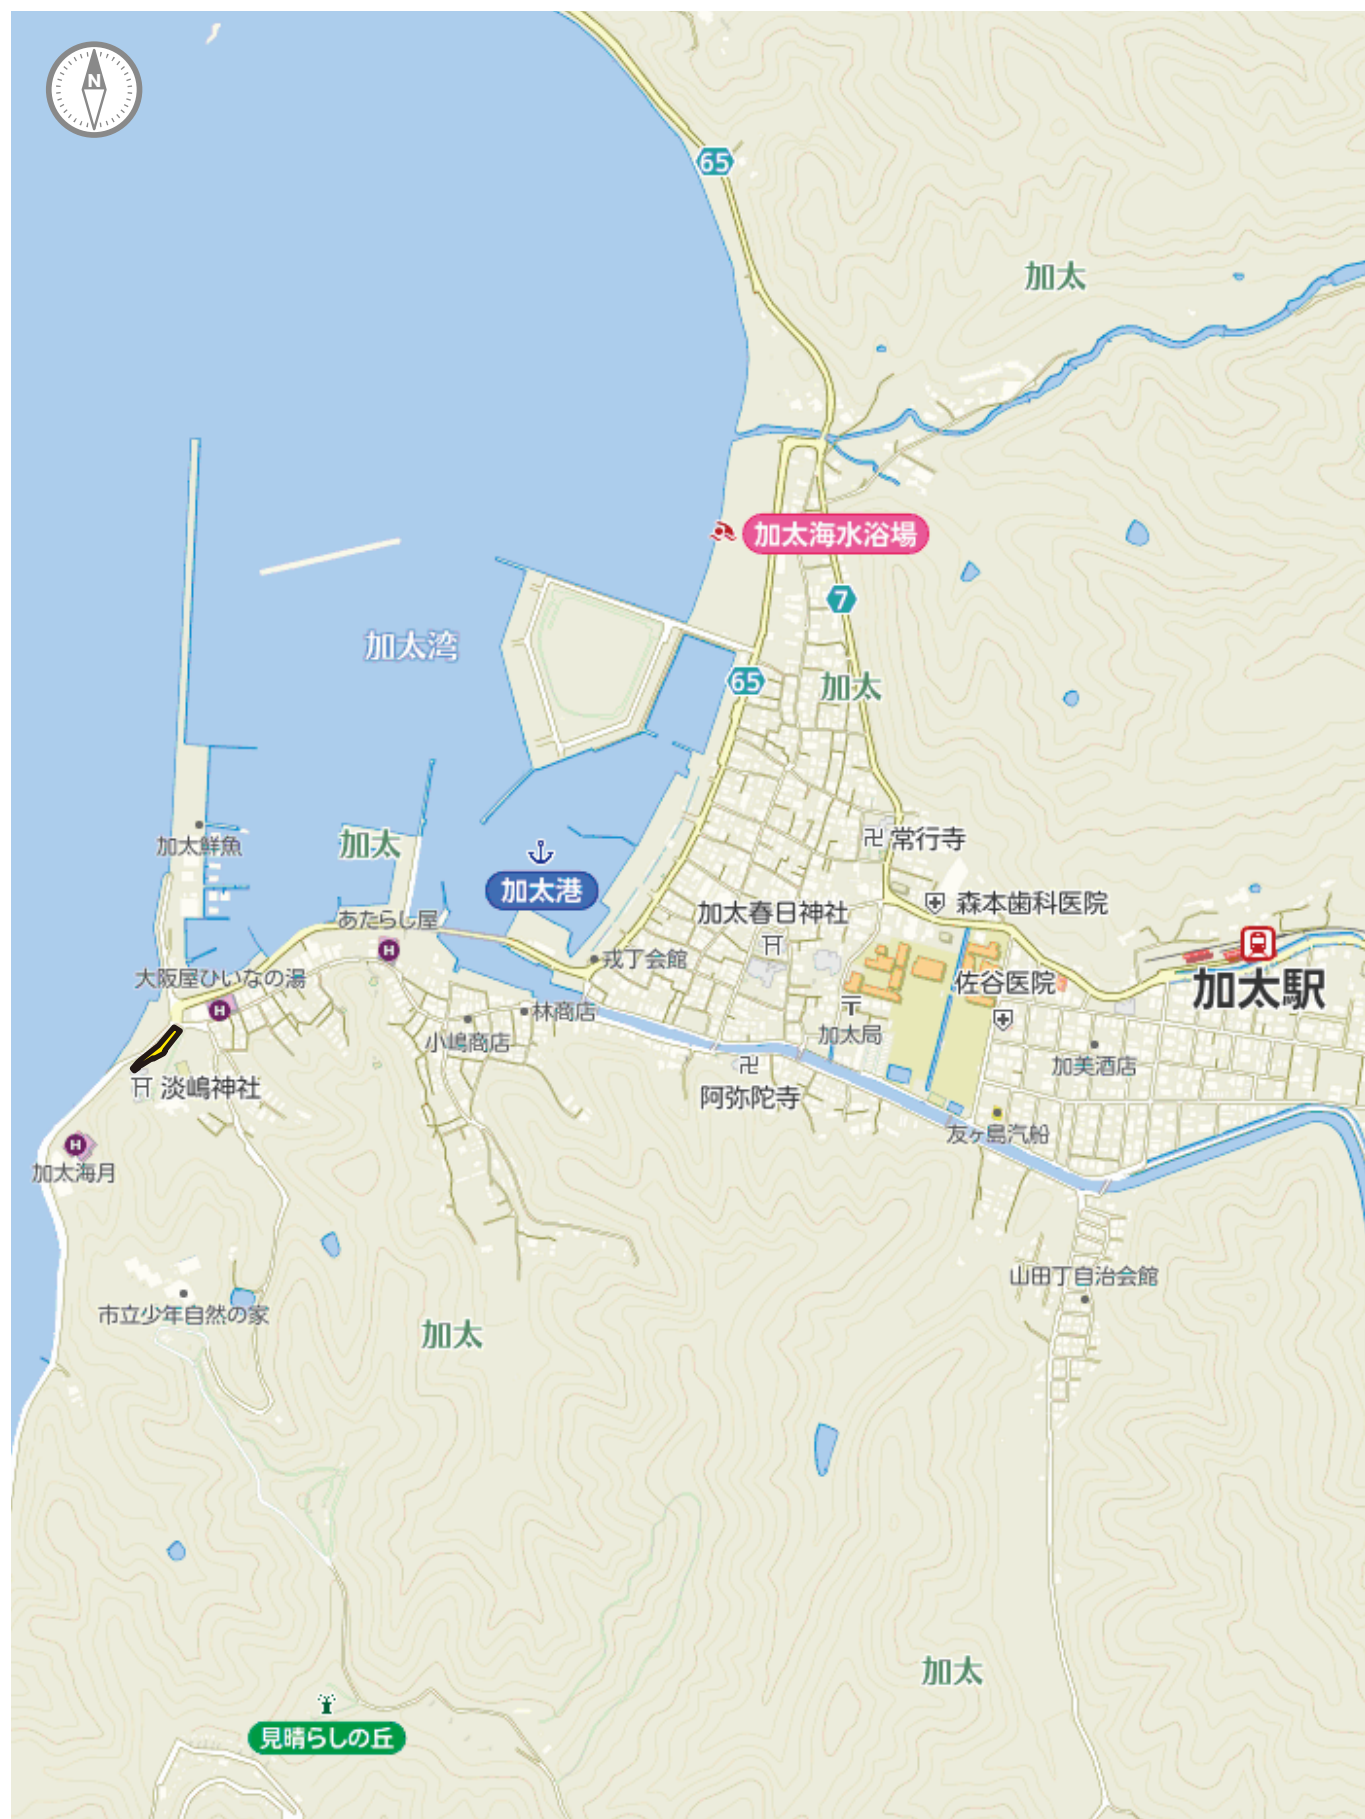 N
65
加太
加太海水浴場
7
加太湾
65
加太
加太鮮魚
加太
常行寺
加太港
森本歯科医院
加太春日神社
あたらし屋
戎丁会館
大阪屋ひいなの湯
H
H
佐谷医院
加太駅
林商店
小嶋商店
加太局
加美酒店
淡嶋神社
阿弥陀寺
友ヶ島汽船
H
加太海月
山田丁自治会館
市立少年自然の家
加太
加太
見晴らしの丘